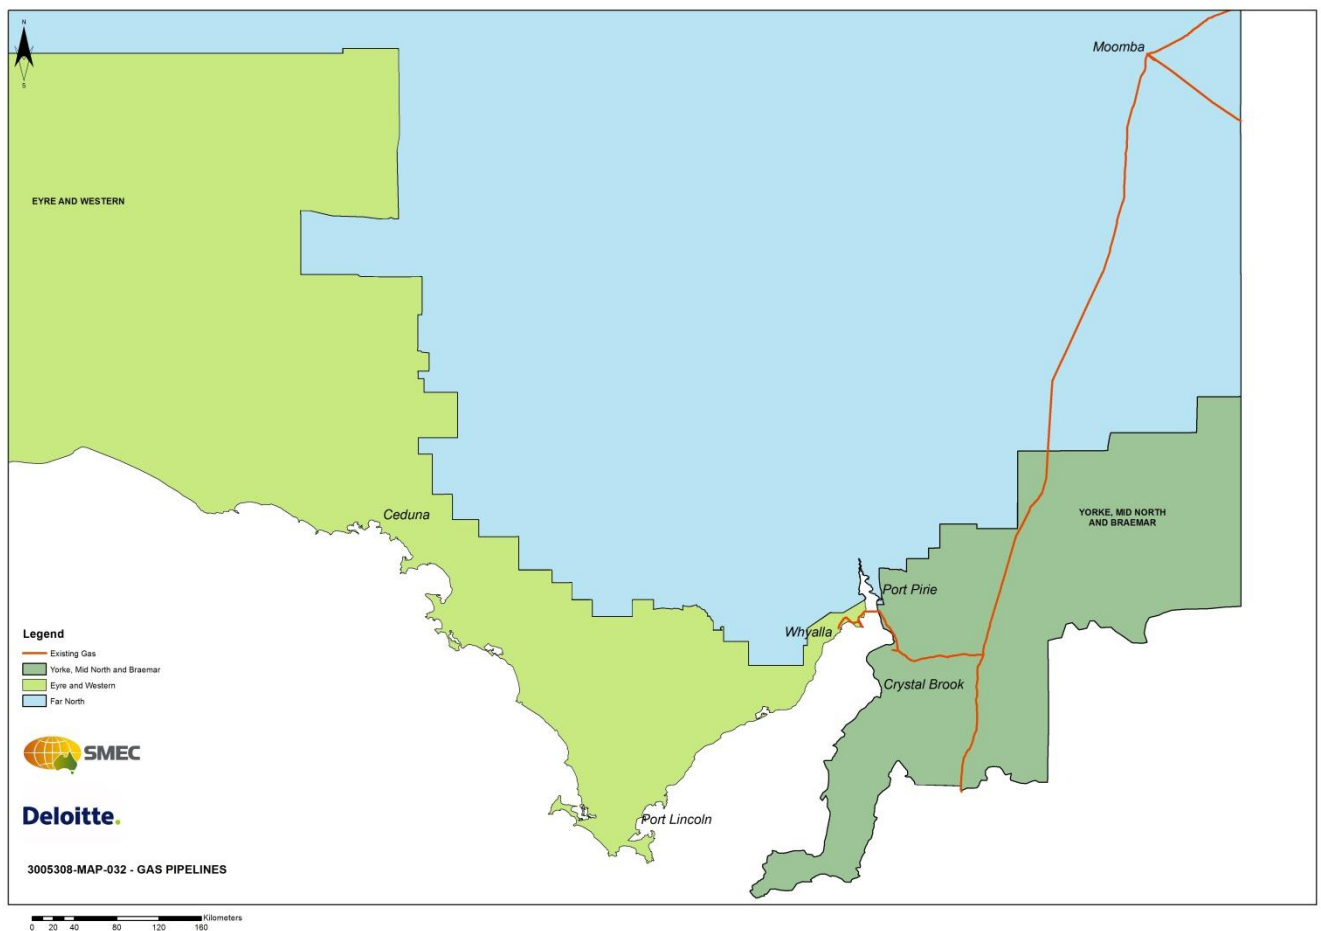 N
S
Moomba
EYRE AND WESTERN
Ceduna
YORKE, MID NORTH
AND BRAEMAR
Port Pirie
Whyalla
Crystal Brook
Port Lincoln
Legend
Existing Gas
Yorke, Mid North and Braemar
Eyre and Western
Far North
SMEC
Deloitte.
3005308-MAP-032 - GAS PIPELINES
Kilometers
0 20 40 80 120 160